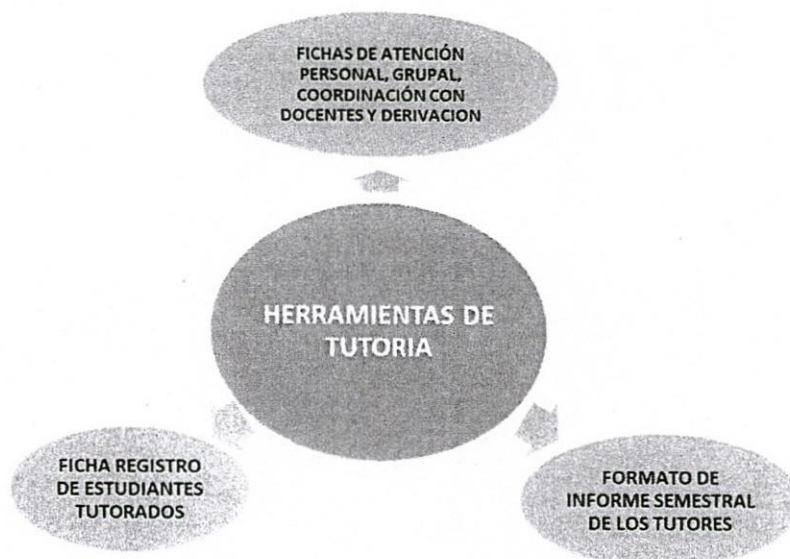 FICHAS DE ATENCIÓN
PERSONAL, GRUPAL,
COORDINACIÓN CON
DOCENTES Y DERIVACION
HERRAMIENTAS DE
TUTORIA
FICHA REGISTRO
DE ESTUDIANTES
TUTORADOS
FORMATO DE
INFORME SEMESTRAL
DE LOS TUTORES